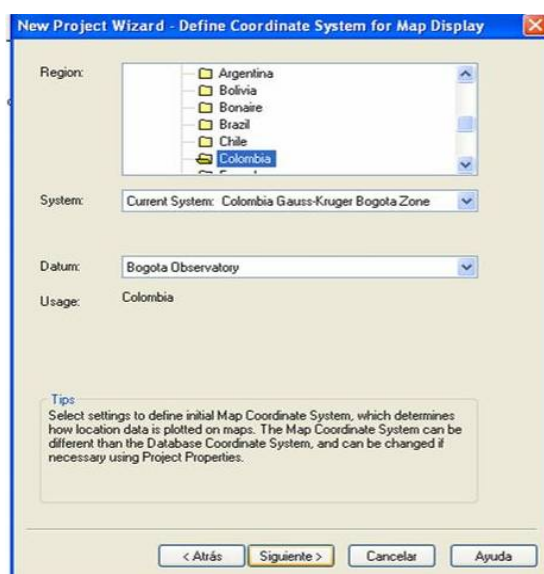 New Project Wizard - Define Coordinate System for Map Display
Region:
Argentina
Bolivia
Bonaire
Brazil
Chile
Colombia
System:
Current System: Colombia Gauss-Kruger Bogota Zone
Datum:
Bogota Observatory
Usage:
Colombia
Tips
Select settings to define initial Map Coordinate System, which determines
how location data is plotted on maps. The Map Coordinate System can be
different than the Database Coordinate System, and can be changed if
necessary using Project Properties.
< Atrás
Siguiente >
Cancelar
Ayuda